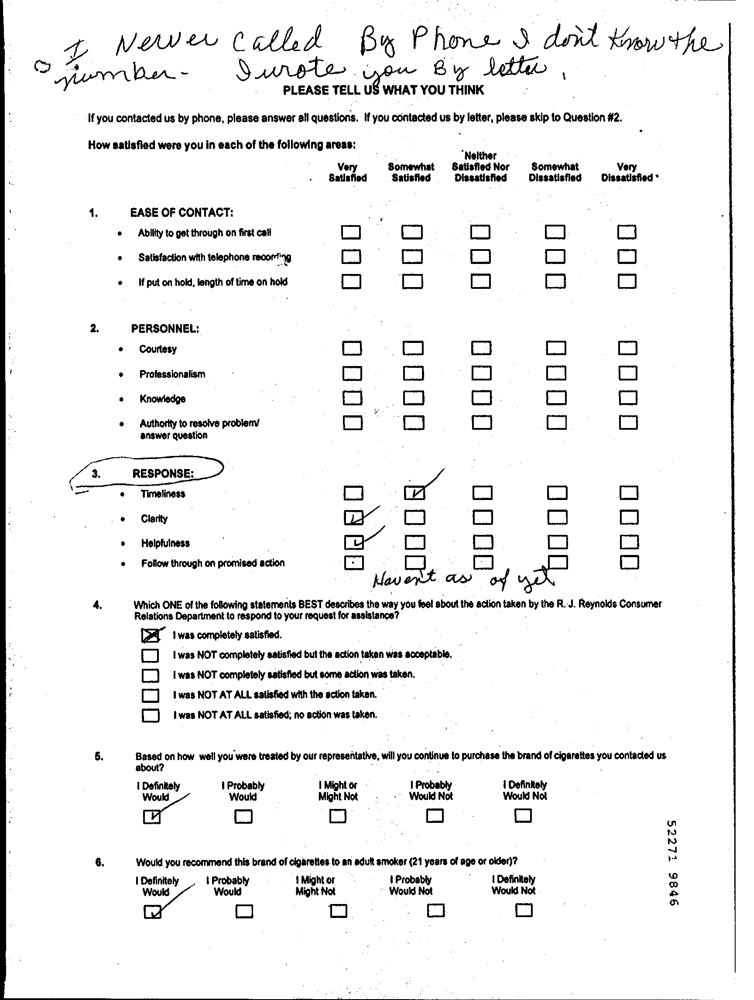 I Never Called By Phone I don't Know the
number - I wrote you By letter,
PLEASE TELL US WHAT YOU THINK
If you contacted us by phone, please answer all questions. If you contacted us by letter, please skip to Question #2.
How satisfied were you in each of the following areas:
Very Satisfied Somewhat Satisfied Neither Satisfied Nor Dissatisfied Somewhat Dissatisfied Very Dissatisfied
1. EASE OF CONTACT:
• Ability to get through on first call
• Satisfaction with telephone recording
• If put on hold, length of time on hold
2. PERSONNEL:
• Courtesy
• Professionalism
• Knowledge
• Authority to resolve problem/
answer question
3. RESPONSE:
• Timeliness
• Clarity
• Helpfulness
• Follow through on promised action
Haven't as of yet
4. Which ONE of the following statements BEST describes the way you feel about the action taken by the R. J. Reynolds Consumer
Relations Department to respond to your request for assistance?
I was completely satisfied.
I was NOT completely satisfied but the action taken was acceptable.
I was NOT completely satisfied but some action was taken.
I was NOT AT ALL satisfied with the action taken.
I was NOT AT ALL satisfied; no action was taken.
5. Based on how well you were treated by our representative, will you continue to purchase the brand of cigarettes you contacted us
about?
I Definitely Would I Probably Would I Might or Might Not I Probably Would Not I Definitely Would Not
6. Would you recommend this brand of cigarettes to an adult smoker (21 years of age or older)?
I Definitely Would I Probably Would I Might or Might Not I Probably Would Not I Definitely Would Not
52271 9846